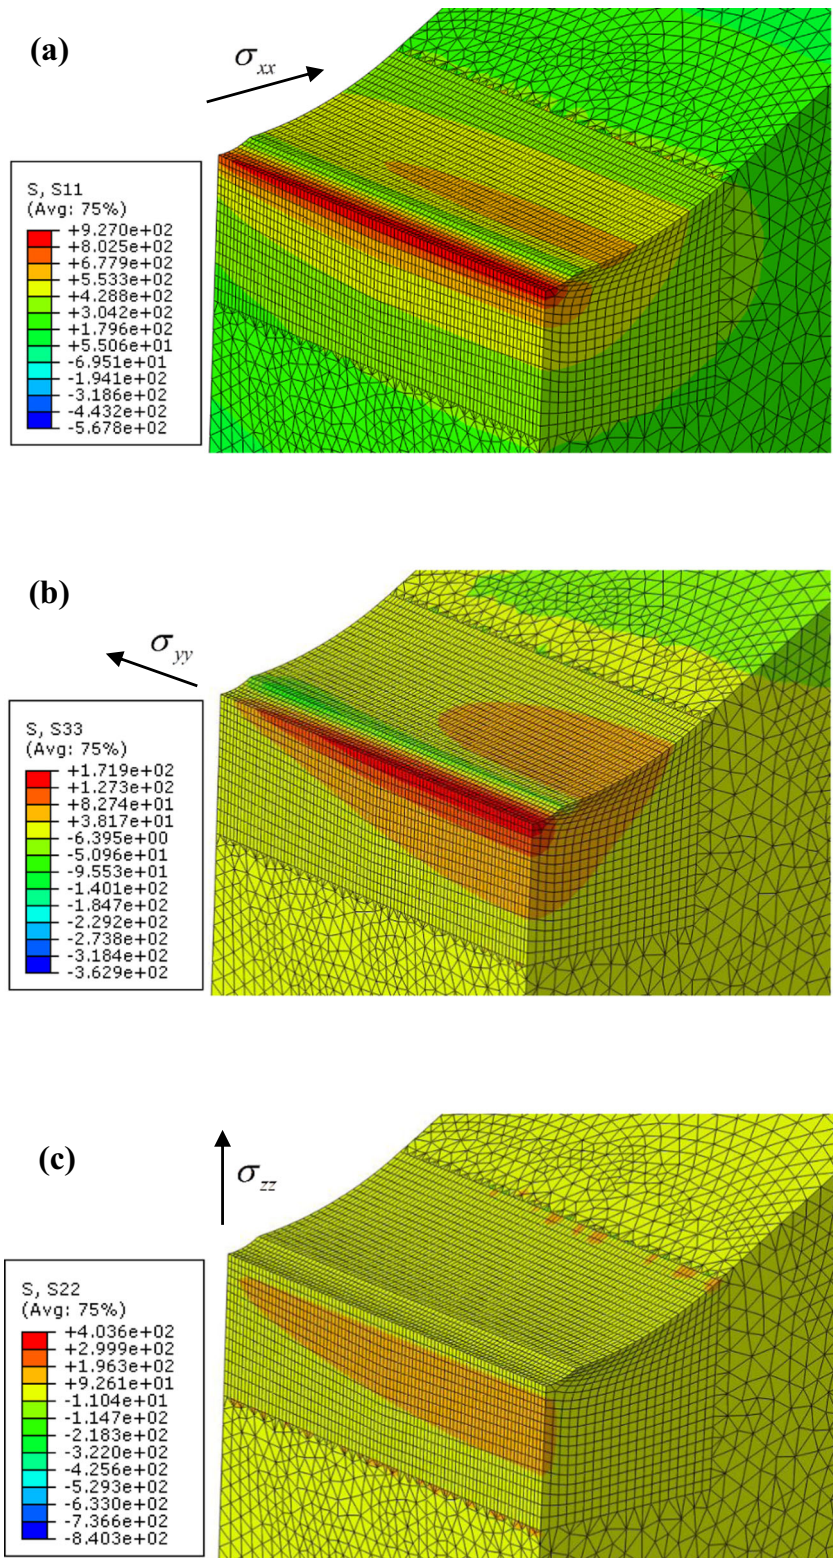 (a)
σxx
S, S11
(Avg: 75%)
+9.270e+02
+8.025e+02
+6.779e+02
+5.533e+02
+4.288e+02
+3.042e+02
+1.796e+02
+5.506e+01
-6.951e+01
-1.941e+02
-3.186e+02
-4.432e+02
-5.678e+02
(b)
σyy
S, S33
(Avg: 75%)
+1.719e+02
+1.273e+02
+8.274e+01
+3.817e+01
-6.395e+00
-5.096e+01
-9.553e+01
-1.401e+02
-1.847e+02
-2.292e+02
-2.738e+02
-3.184e+02
-3.629e+02
(c)
σzz
S, S22
(Avg: 75%)
+4.036e+02
+2.999e+02
+1.963e+02
+9.261e+01
-1.104e+01
-1.147e+02
-2.183e+02
-3.220e+02
-4.256e+02
-5.293e+02
-6.330e+02
-7.366e+02
-8.403e+02